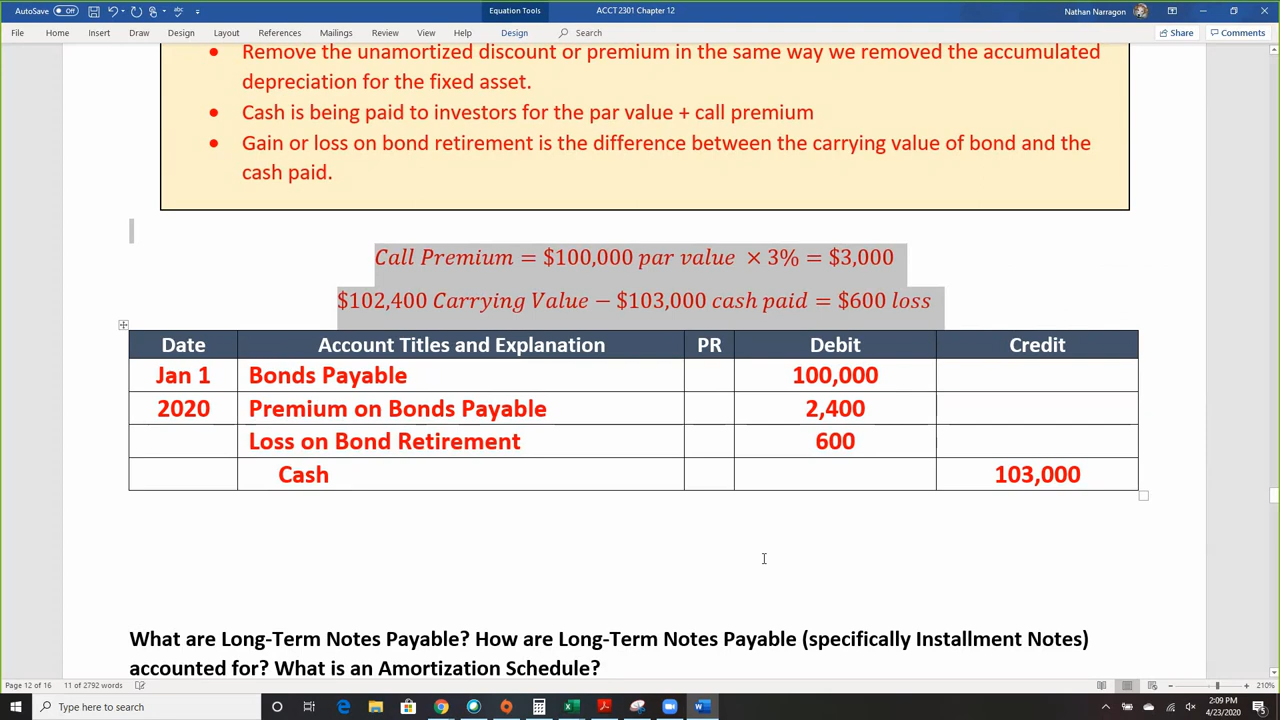 AutoSave Off
Equation Tools
ACCT 2301 Chapter 12
Nathan Narragon
File Home Insert Draw Design Layout References Mailings Review View Help Design Search Share Comments
Remove the unamortized discount or premium in the same way we removed the accumulated
depreciation for the fixed asset.
Cash is being paid to investors for the par value + call premium
Gain or loss on bond retirement is the difference between the carrying value of bond and the
cash paid.
Call Premium = $100,000 par value × 3% = $3,000
$102,400 Carrying Value − $103,000 cash paid = $600 loss
Date Account Titles and Explanation PR Debit Credit
Jan 1 Bonds Payable 100,000
2020 Premium on Bonds Payable 2,400
Loss on Bond Retirement 600
Cash 103,000
What are Long-Term Notes Payable? How are Long-Term Notes Payable (specifically Installment Notes)
accounted for? What is an Amortization Schedule?
Page 12 of 16 11 of 2792 words 210%
Type here to search
2:09 PM
4/23/2020